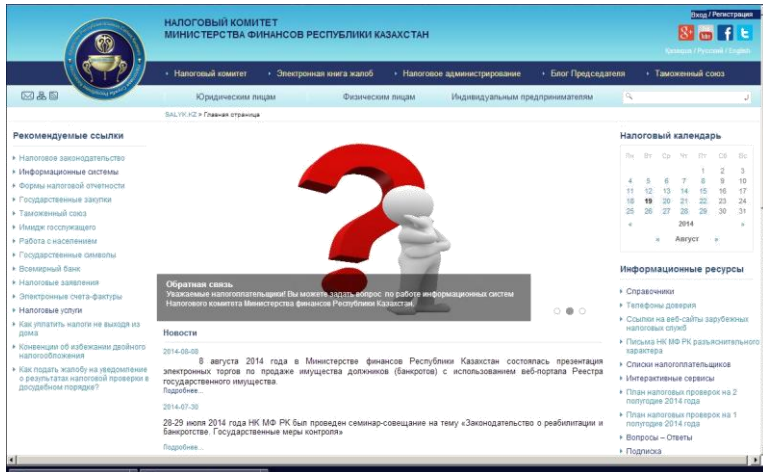 НАЛОГОВЫЙ КОМИТЕТ
МИНИСТЕРСТВА ФИНАНСОВ РЕСПУБЛИКИ КАЗАХСТАН
Вход / Регистрация
Қазақша / Русский / English
Налоговый комитет
Электронная книга жалоб
Налоговое администрирование
Блог Председателя
Таможенный союз
Юридическим лицам
Физическим лицам
Индивидуальным предпринимателям
SALYK.KZ > Главная страница
Рекомендуемые ссылки
Налоговое законодательство
Информационные системы
Формы налоговой отчетности
Государственные закупки
Таможенный союз
Имидж госслужащего
Работа с населением
Государственные символы
Всемирный банк
Налоговые заявления
Электронные счета-фактуры
Налоговые услуги
Как уплатить налоги не выходя из
дома
Конвенции об избежании двойного
налогообложения
Как подать жалобу на уведомление
о результатах налоговой проверки в
досудебном порядке?
Обратная связь
Уважаемые налогоплательщики! Вы можете задать вопрос по работе информационных систем
Налогового комитета Министерства финансов Республики Казахстан.
Новости
2014-08-08
8 августа 2014 года в Министерстве финансов Республики Казахстан состоялась презентация
электронных торгов по продаже имущества должников (банкротов) с использованием веб-портала Реестра
государственного имущества.
Подробнее...
2014-07-30
28-29 июля 2014 года НК МФ РК был проведен семинар-совещание на тему «Законодательство о реабилитации и
банкротстве. Государственные меры контроля»
Подробнее...
Налоговый календарь
Пн Вт Ср Чт Пт Сб Вс
1 2 3
4 5 6 7 8 9 10
11 12 13 14 15 16 17
18 19 20 21 22 23 24
25 26 27 28 29 30 31
« 2014 »
« Август »
Информационные ресурсы
Справочники
Телефоны доверия
Ссылки на веб-сайты зарубежных
налоговых служб
Письма НК МФ РК разъяснительного
характера
Списки налогоплательщиков
Интерактивные сервисы
План налоговых проверок на 2
полугодие 2014 года
План налоговых проверок на 1
полугодие 2014 года
Вопросы – Ответы
Подписка